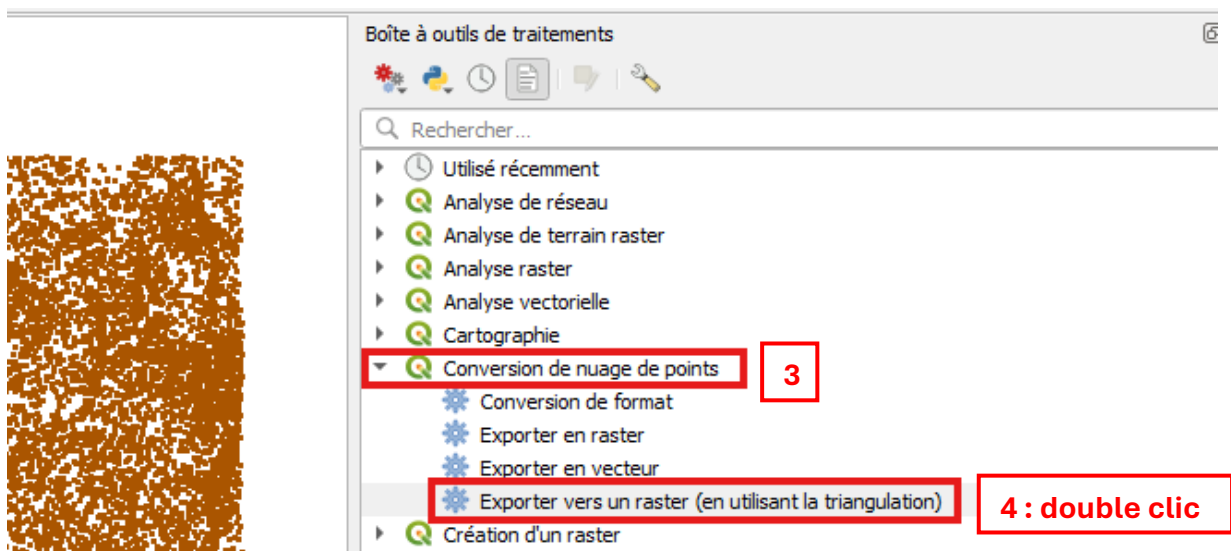 Boîte à outils de traitements
Rechercher...
Utilisé récemment
Analyse de réseau
Analyse de terrain raster
Analyse raster
Analyse vectorielle
Cartographie
Conversion de nuage de points
3
Conversion de format
Exporter en raster
Exporter en vecteur
Exporter vers un raster (en utilisant la triangulation)
4 : double clic
Création d'un raster